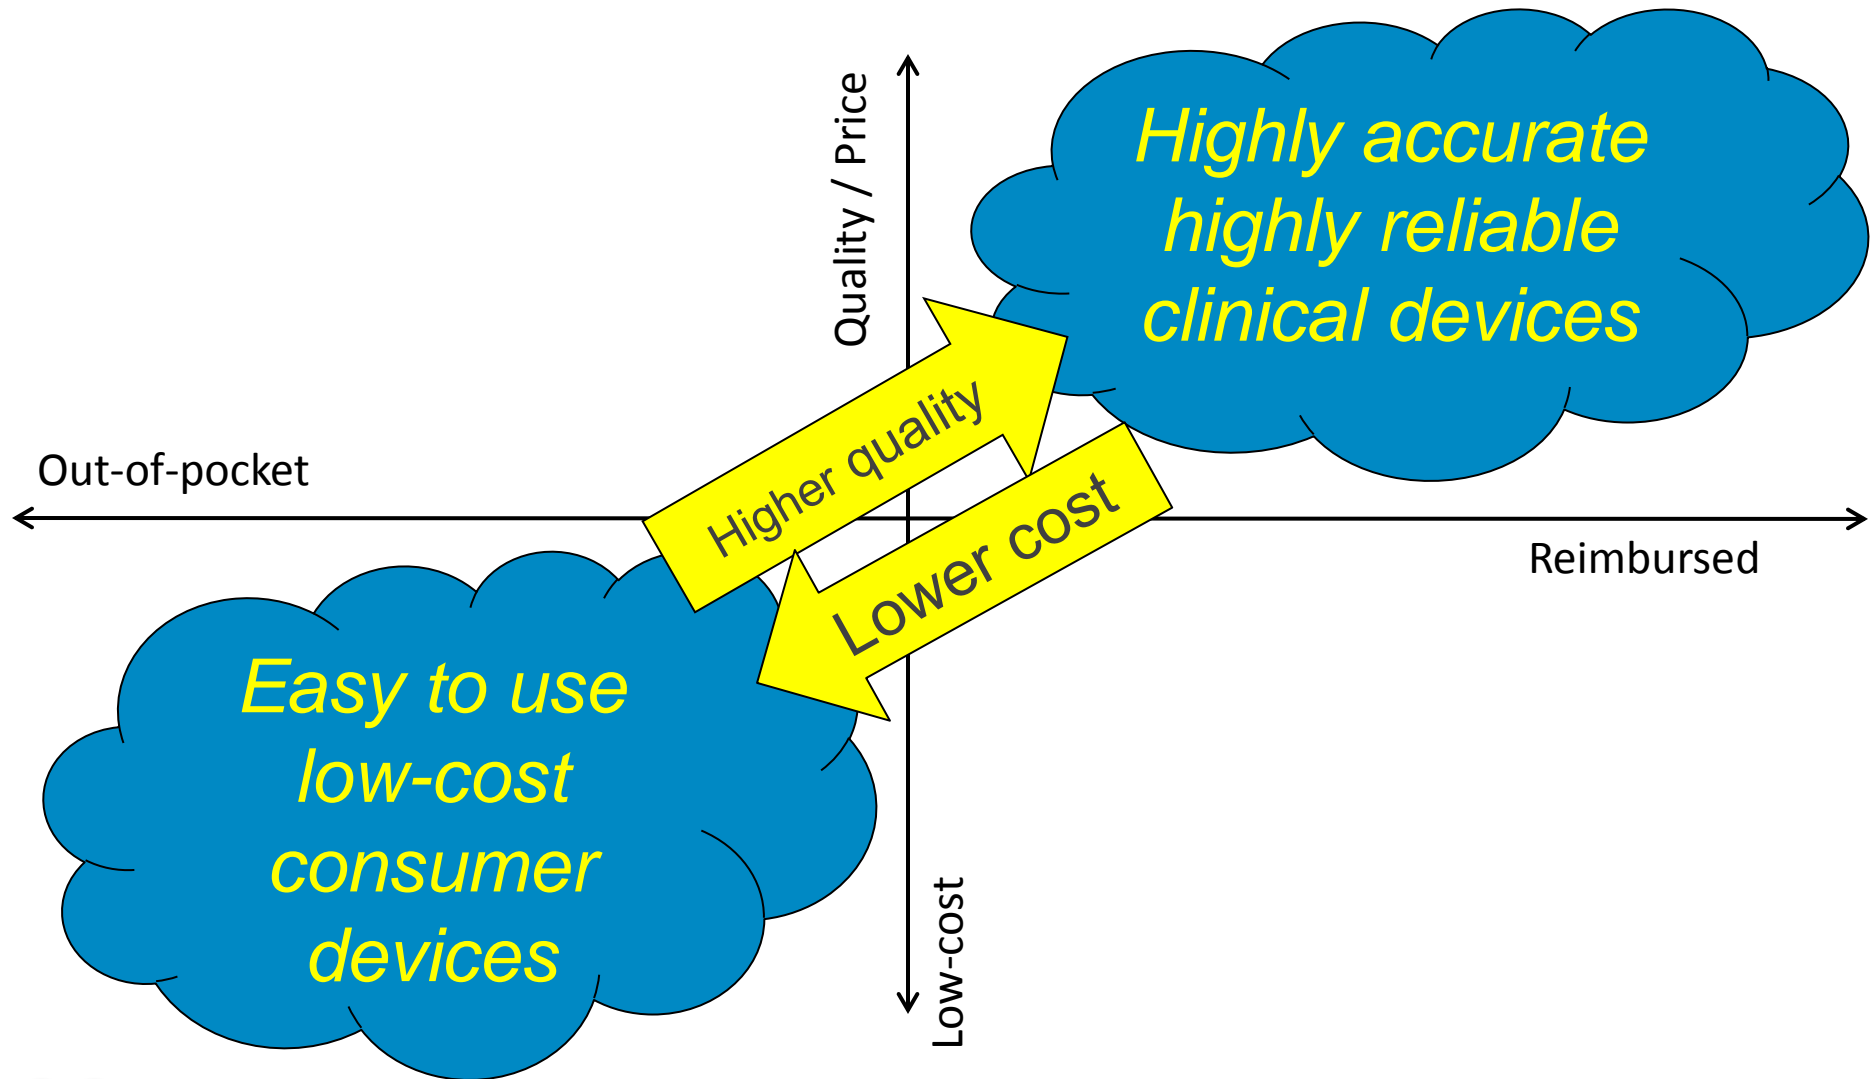 Quality / Price
Highly accurate
highly reliable
clinical devices
Out-of-pocket
Higher quality
Lower cost
Reimbursed
Easy to use
low-cost
consumer
devices
Low-cost